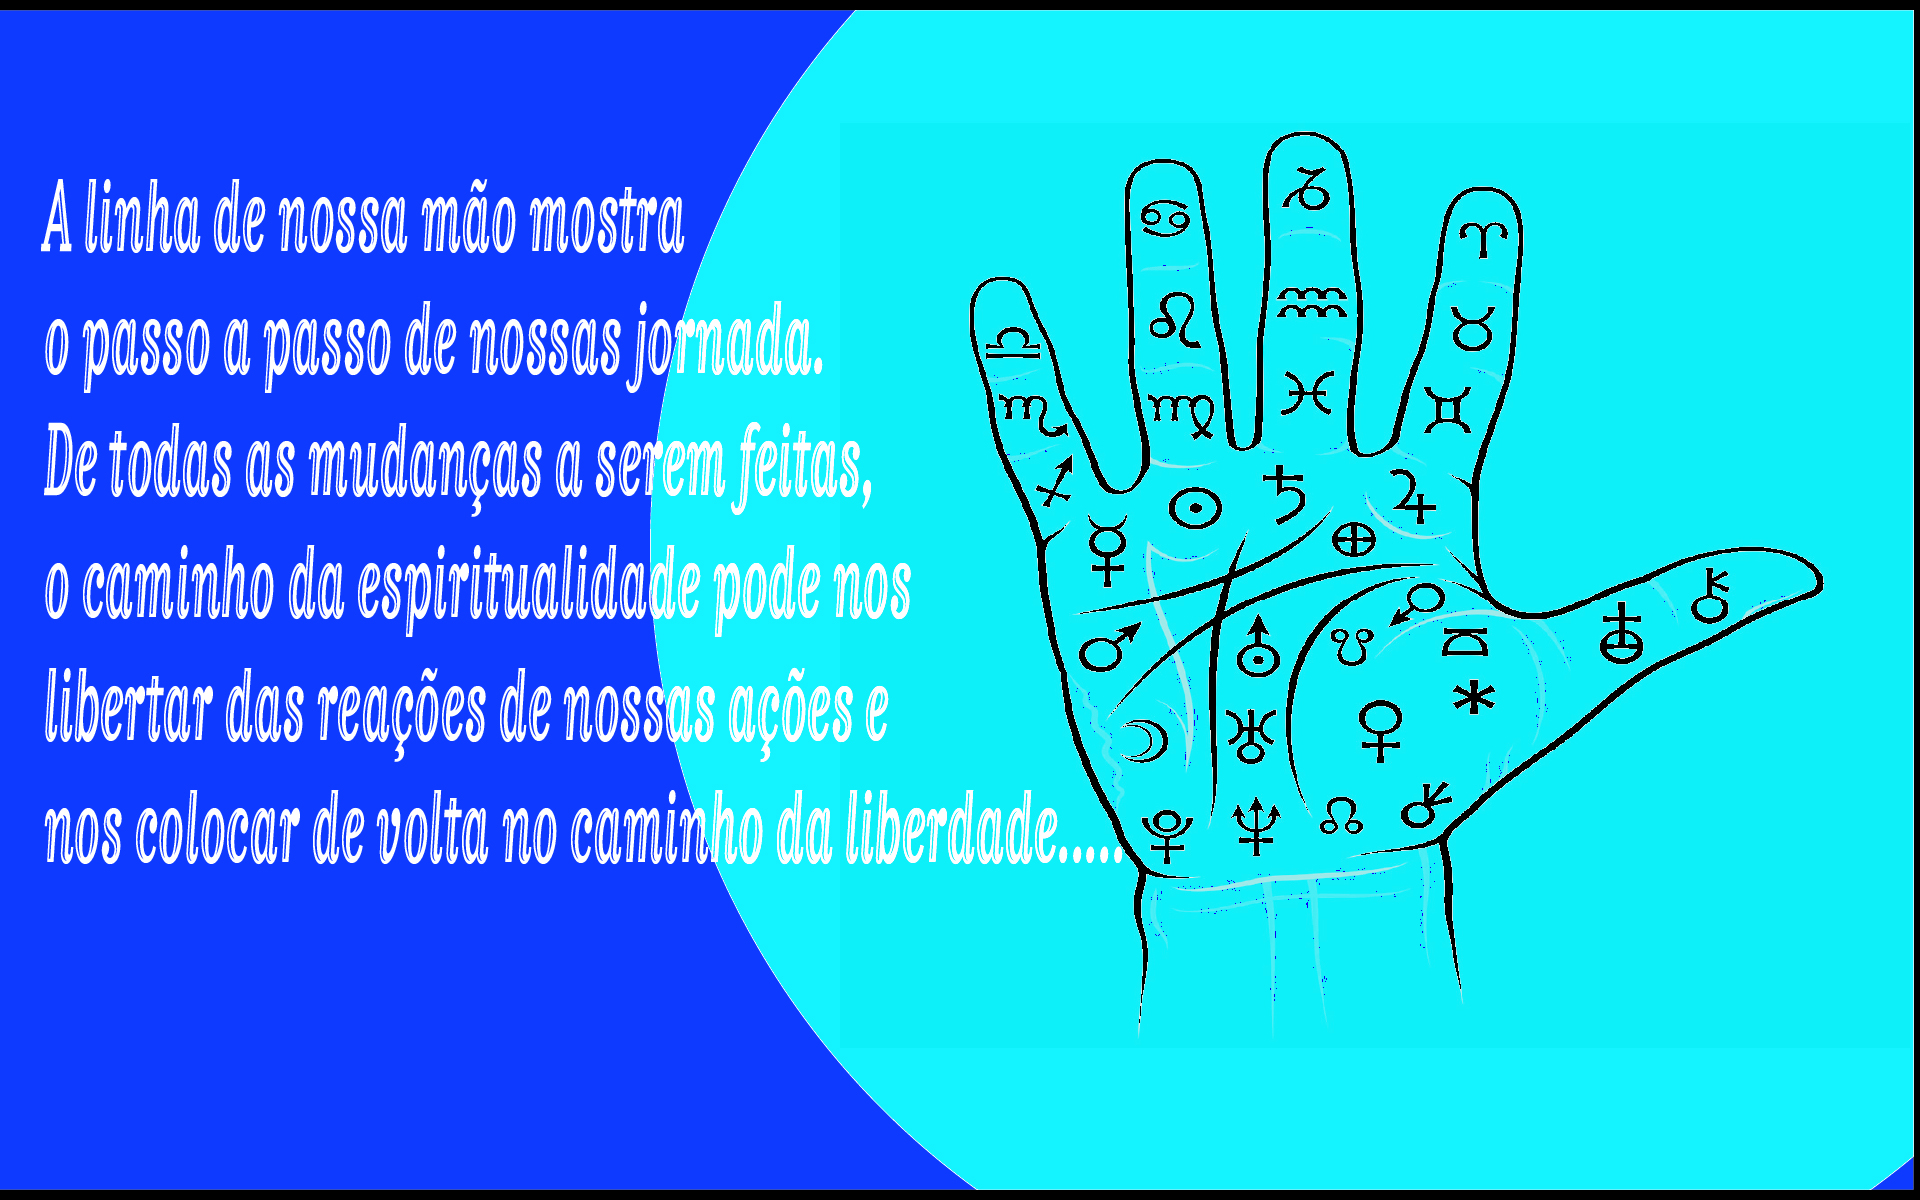 A linha de nossa mão mostra
o passo a passo de nossas jornada.
De todas as mudanças a serem feitas,
o caminho da espiritualidade pode nos
libertar das reações de nossas ações e
nos colocar de volta no caminho da liberdade.....